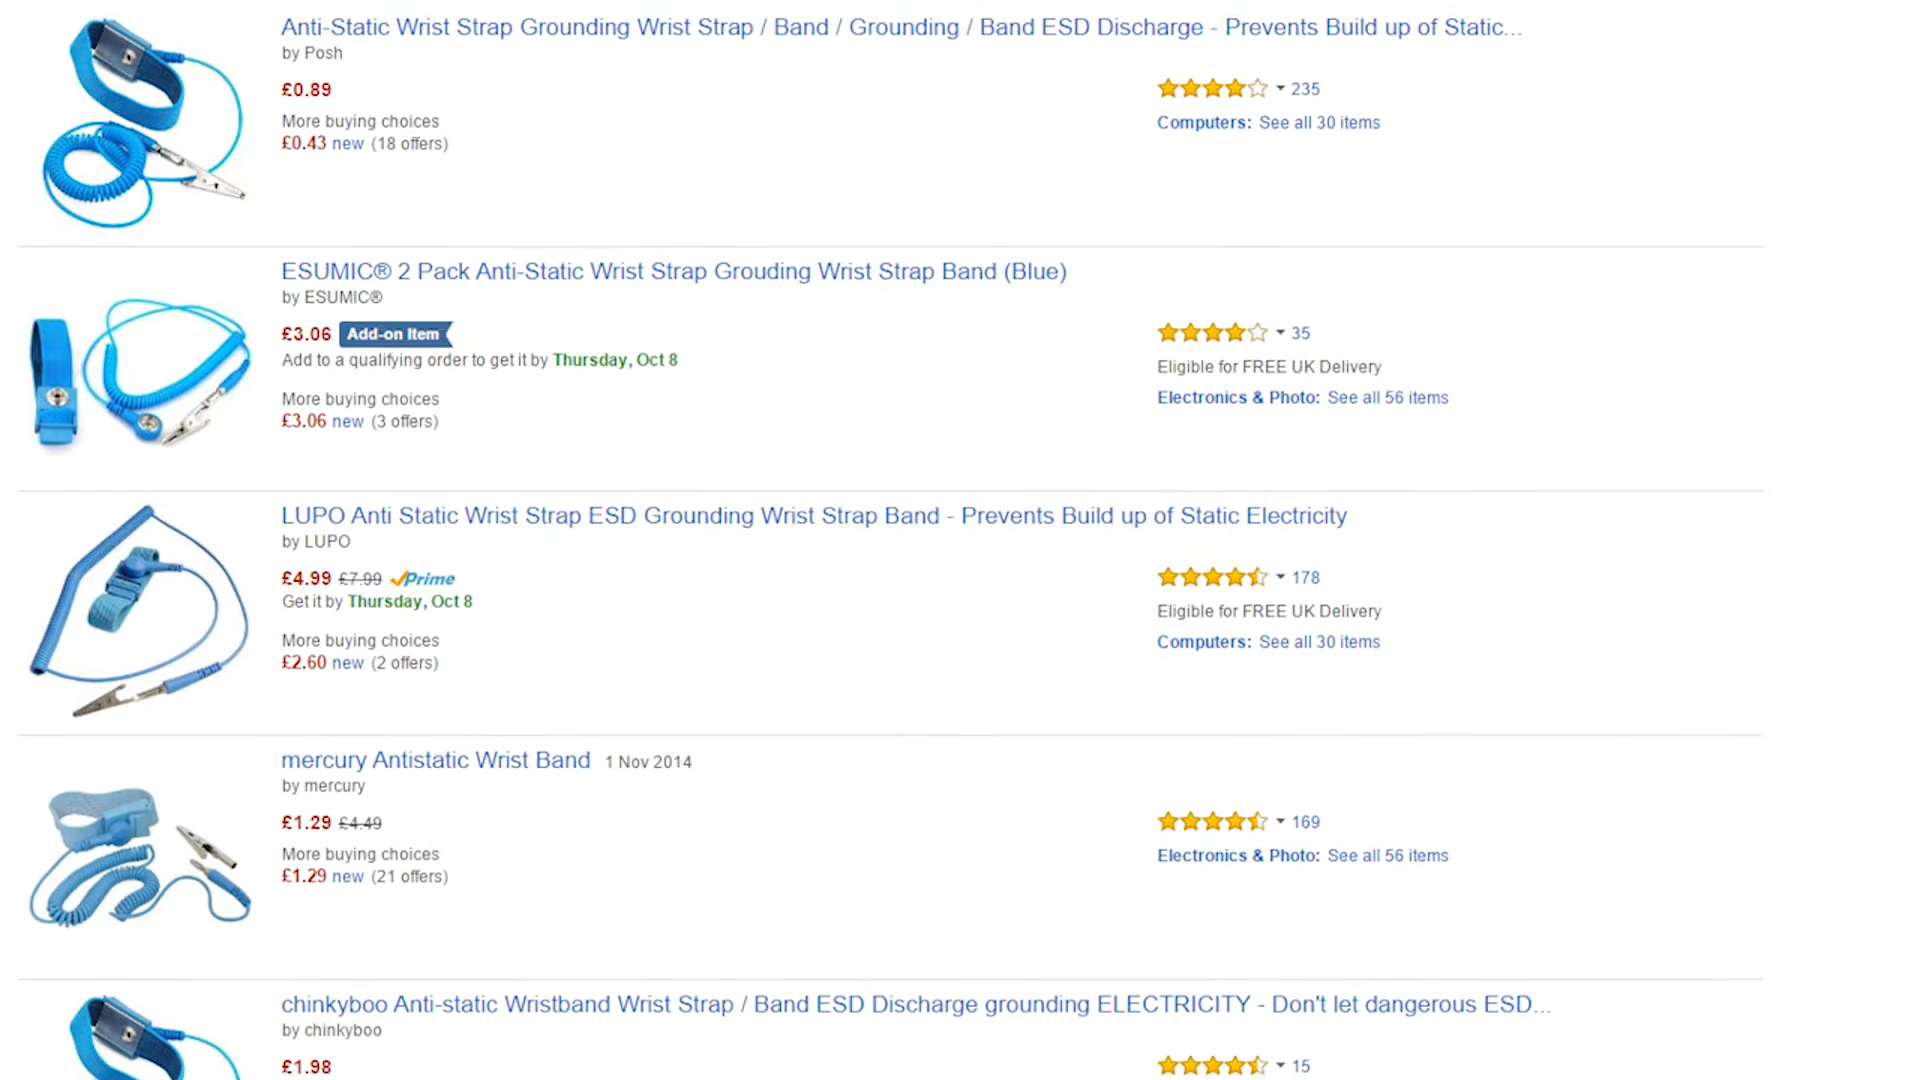 Anti-Static Wrist Strap Grounding Wrist Strap / Band / Grounding / Band ESD Discharge - Prevents Build up of Static...
by Posh
£0.89
235
More buying choices
Computers: See all 30 items
£0.43 new (18 offers)
ESUMIC® 2 Pack Anti-Static Wrist Strap Grouding Wrist Strap Band (Blue)
by ESUMIC®
£3.06 Add-on Item
35
Add to a qualifying order to get it by Thursday, Oct 8
Eligible for FREE UK Delivery
More buying choices
Electronics & Photo: See all 56 items
£3.06 new (3 offers)
LUPO Anti Static Wrist Strap ESD Grounding Wrist Strap Band - Prevents Build up of Static Electricity
by LUPO
£4.99 £7.99 Prime
178
Get it by Thursday, Oct 8
Eligible for FREE UK Delivery
More buying choices
Computers: See all 30 items
£2.60 new (2 offers)
mercury Antistatic Wrist Band 1 Nov 2014
by mercury
£1.29 £4.49
169
More buying choices
Electronics & Photo: See all 56 items
£1.29 new (21 offers)
chinkyboo Anti-static Wristband Wrist Strap / Band ESD Discharge grounding ELECTRICITY - Don't let dangerous ESD...
by chinkyboo
£1.98
15